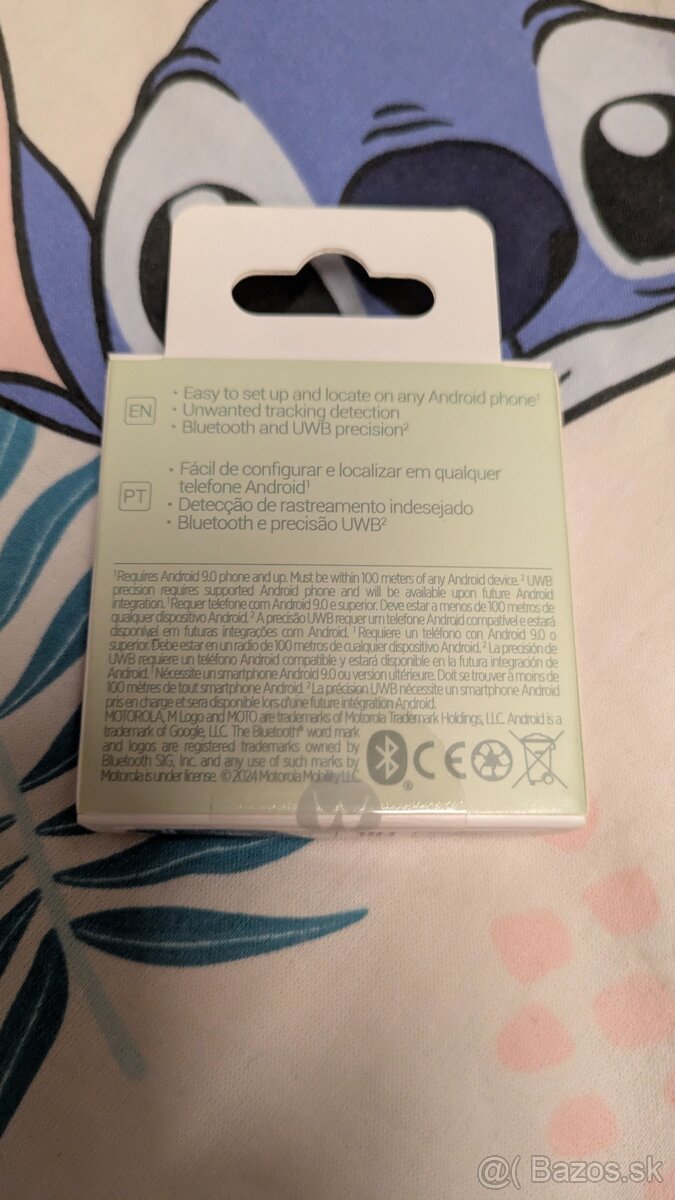 EN
• Easy to set up and locate on any Android phone¹
• Unwanted tracking detection
• Bluetooth and UWB precision²
PT
• Fácil de configurar e localizar em qualquer
telefone Android¹
• Detecção de rastreamento indesejado
• Bluetooth e precisão UWB²
¹Requires Android 9.0 phone and up. Must be within 100 meters of any Android device. ² UWB
precision requires supported Android phone and will be available upon future Android
integration. ¹Requer telefone com Android 9.0 e superior. Deve estar a menos de 100 metros de
qualquer dispositivo Android. ² A precisão UWB requer um telefone Android compatível e estará
disponível em futuras integrações com Android. ¹Requiere un teléfono con Android 9.0 o
superior. Debe estar en un radio de 100 metros de cualquier dispositivo Android. ² La precisión de
UWB requiere un teléfono Android compatible y estará disponible en la futura integración de
Android. ¹Nécessite un smartphone Android 9.0 ou version ultérieure. Doit se trouver à moins de
100 mètres de tout smartphone Android. ²La précision UWB nécessite un smartphone Android
pris en charge et sera disponible lors d'une future intégration Android.
MOTOROLA, M Logo and MOTO are trademarks of Motorola Trademark Holdings, LLC. Android is a
trademark of Google, LLC. The Bluetooth® word mark
and logos are registered trademarks owned by
Bluetooth SIG, Inc. and any use of such marks by
Motorola is under license. ©2024 Motorola Mobility LLC
CE
@( Bazos.sk